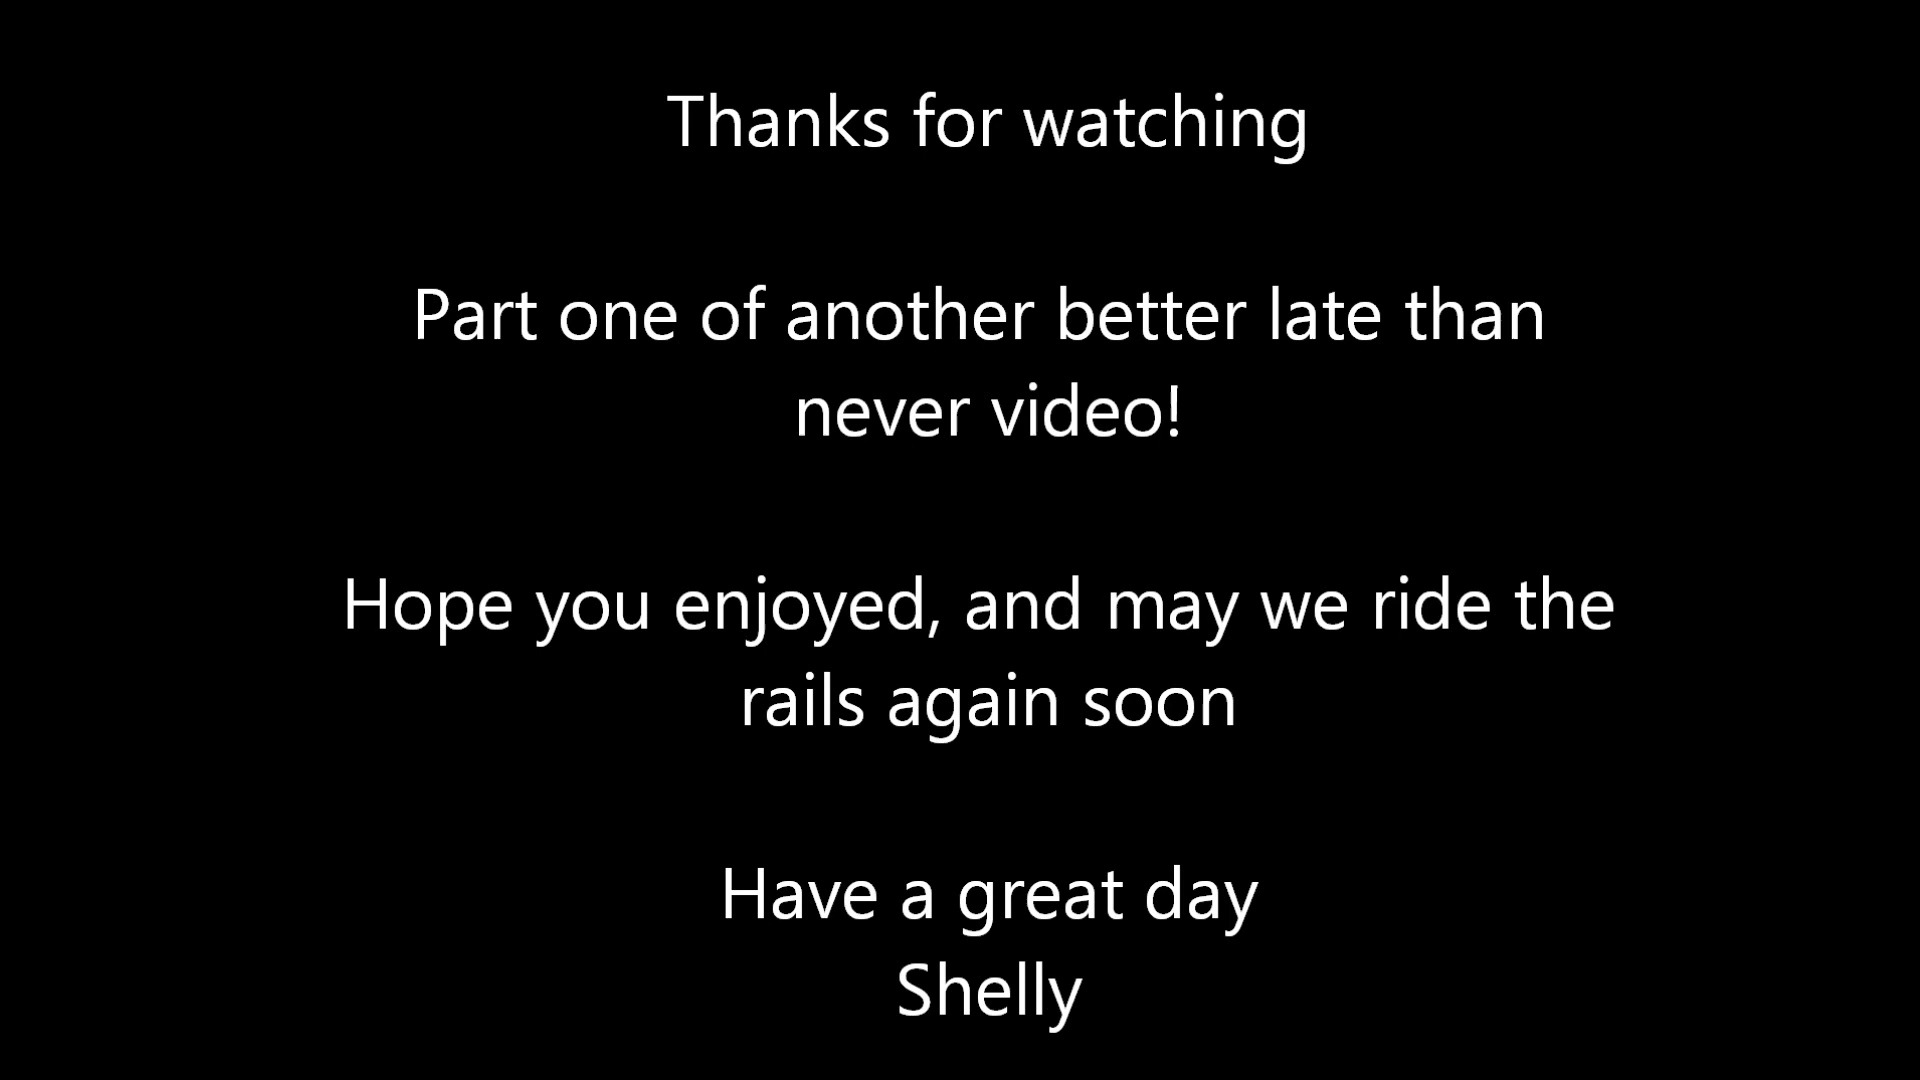 Thanks for watching
Part one of another better late than
never video!
Hope you enjoyed, and may we ride the
rails again soon
Have a great day
Shelly